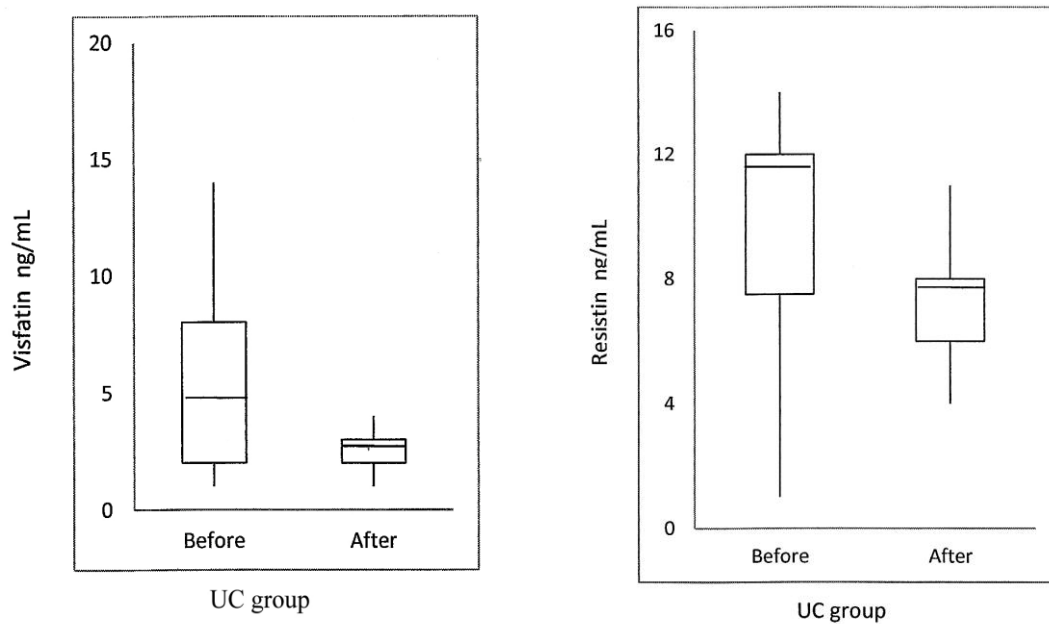 Visfatin ng/mL
20
15
10
5
0
Before After
UC group
Resistin ng/mL
16
12
8
4
0
Before After
UC group